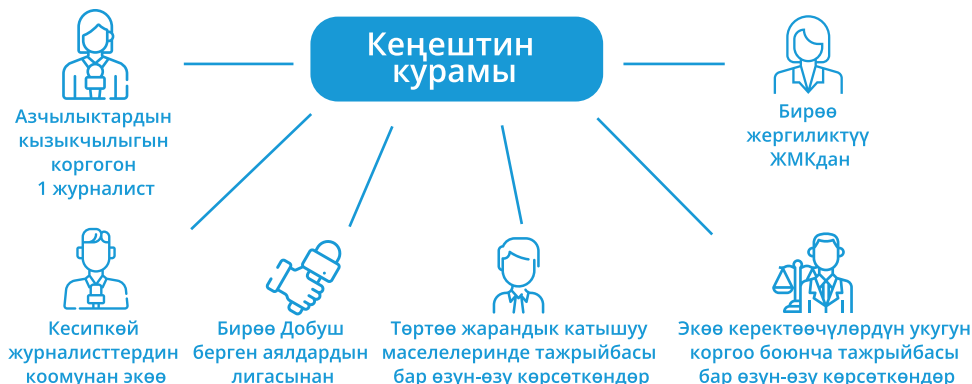 Кеңештин
курамы
Азчылыктардын
кызыкчылыгын
коргогон
1 журналист
Бирөө
жергиликтүү
ЖМКдан
Кесипкөй
журналисттердин
коомунан экөө
Бирөө Добуш
берген аялдардын
лигасынан
Төртөө жарандык катышуу
маселелеринде тажрыйбасы
бар өзүн-өзү көрсөткөндөр
Экөө керектөөчүлөрдүн укугун
коргоо боюнча тажрыйбасы
бар өзүн-өзү көрсөткөндөр